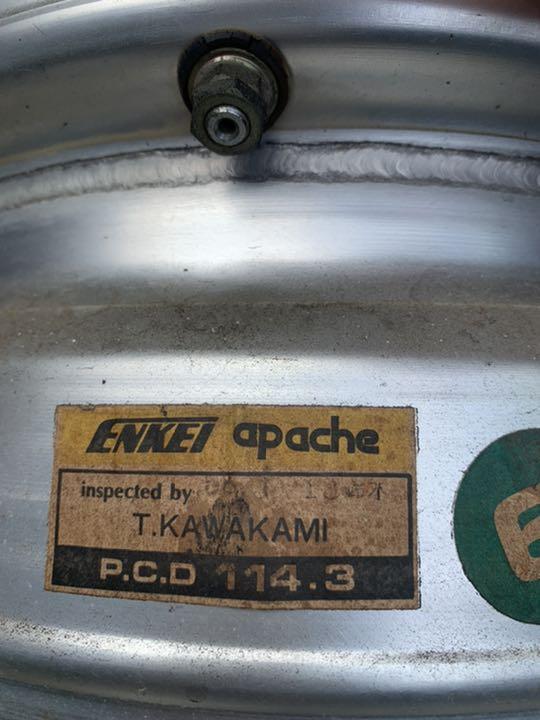 ENKEI apache
inspected by
T.KAWAKAMI
P.C.D 114.3